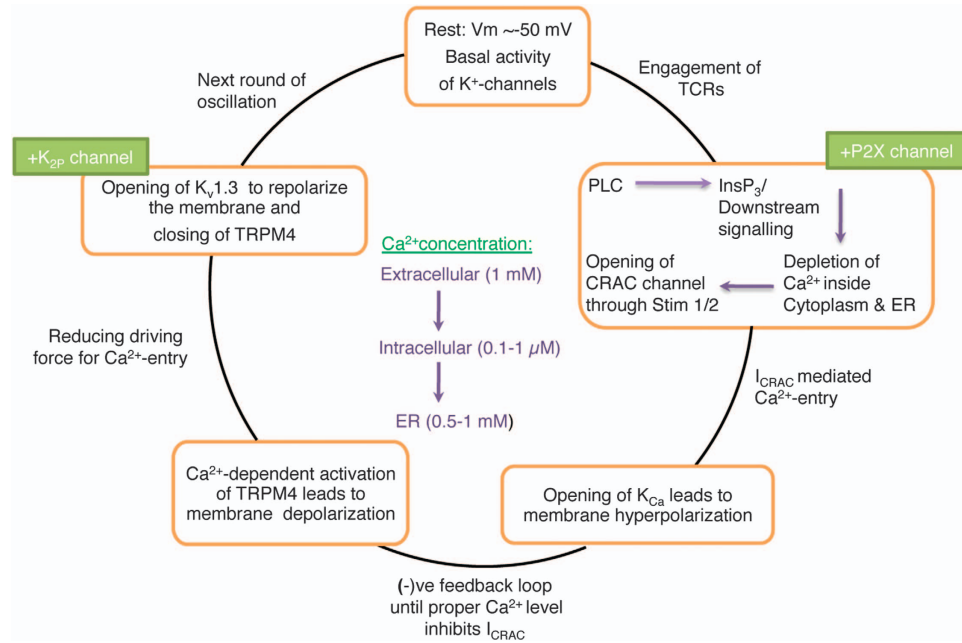 Rest: Vm ~-50 mV
Basal activity
of K⁺-channels
Engagement of
TCRs
+P2X channel
PLC
InsP₃/
Downstream
signalling
Depletion of
Ca²⁺ inside
Cytoplasm & ER
Opening of
CRAC channel
through Stim 1/2
I_CRAC mediated
Ca²⁺-entry
Opening of K_Ca leads to
membrane hyperpolarization
(-)ve feedback loop
until proper Ca²⁺ level
inhibits I_CRAC
Ca²⁺-dependent activation
of TRPM4 leads to
membrane depolarization
Reducing driving
force for Ca²⁺-entry
+K₂P channel
Opening of Kᵥ1.3 to repolarize
the membrane and
closing of TRPM4
Next round of
oscillation
Ca²⁺concentration:
Extracellular (1 mM)
Intracellular (0.1-1 µM)
ER (0.5-1 mM)